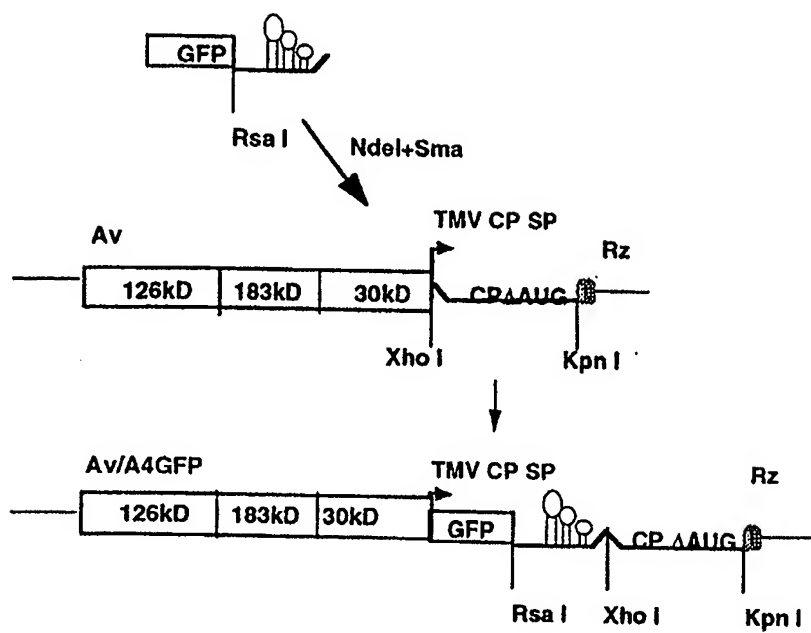 GFP
Rsa I
NdeI+Sma
TMV CP SP
Av
Rz
126kD 183kD 30kD
CPΔAUG
Xho I
Kpn I
Av/A4GFP
TMV CP SP
Rz
126kD 183kD 30kD
GFP
CP ΔAUG
Rsa I Xho I Kpn I